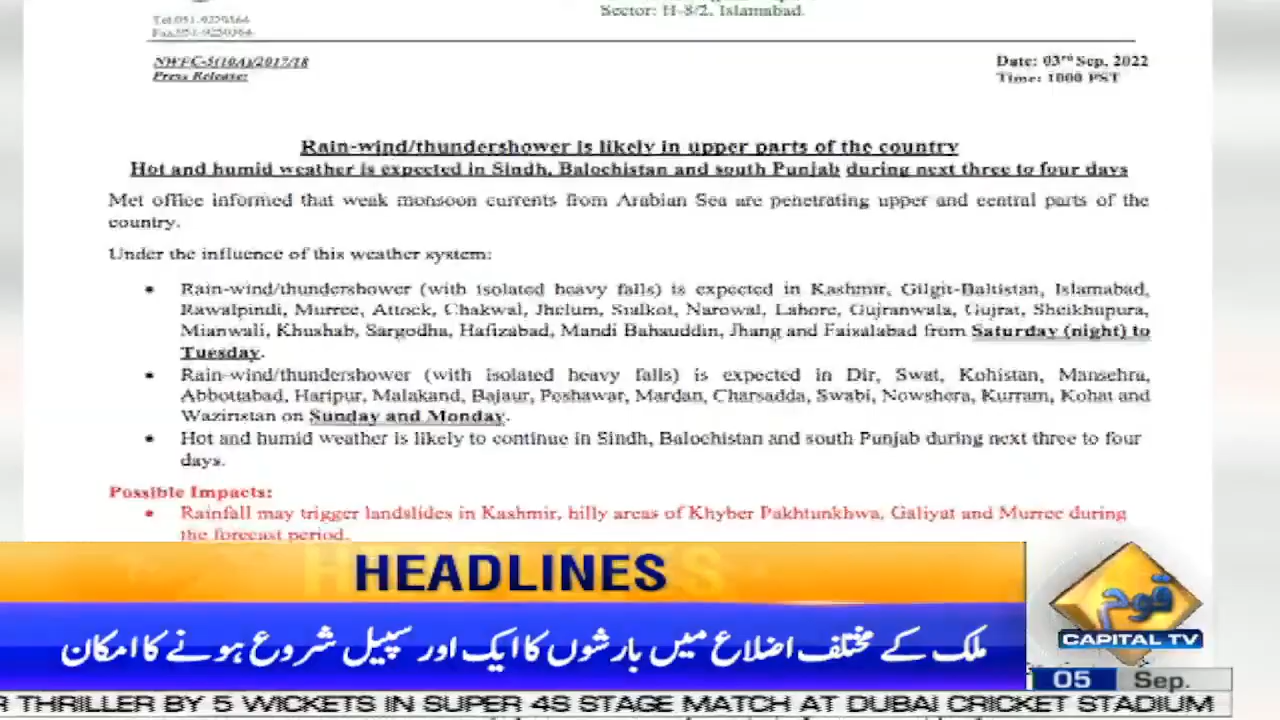 Sector: H-8/2, Islamabad.
Tel:051-9250364
Fax:051-9250364
NWFC-5(10A)/2017/18
Press Release:
Date: 03rd Sep, 2022
Time: 1000 PST
Rain-wind/thundershower is likely in upper parts of the country
Hot and humid weather is expected in Sindh, Balochistan and south Punjab during next three to four days
Met office informed that weak monsoon currents from Arabian Sea are penetrating upper and central parts of the
country.
Under the influence of this weather system:
• Rain-wind/thundershower (with isolated heavy falls) is expected in Kashmir, Gilgit-Baltistan, Islamabad,
Rawalpindi, Murree, Attock, Chakwal, Jhelum, Sialkot, Narowal, Lahore, Gujranwala, Gujrat, Sheikhupura,
Mianwali, Khushab, Sargodha, Hafizabad, Mandi Bahauddin, Jhang and Faisalabad from Saturday (night) to
Tuesday.
• Rain-wind/thundershower (with isolated heavy falls) is expected in Dir, Swat, Kohistan, Mansehra,
Abbottabad, Haripur, Malakand, Bajaur, Peshawar, Mardan, Charsadda, Swabi, Nowshera, Kurram, Kohat and
Waziristan on Sunday and Monday.
• Hot and humid weather is likely to continue in Sindh, Balochistan and south Punjab during next three to four
days.
Possible Impacts:
• Rainfall may trigger landslides in Kashmir, hilly areas of Khyber Pakhtunkhwa, Galiyat and Murree during
the forecast period.
HEADLINES
ملک کے مختلف اضلاع میں بارشوں کا ایک اور سپیل شروع ہونے کا امکان
قوم
CAPITAL TV
05 Sep.
R THRILLER BY 5 WICKETS IN SUPER 4S STAGE MATCH AT DUBAI CRICKET STADIUM